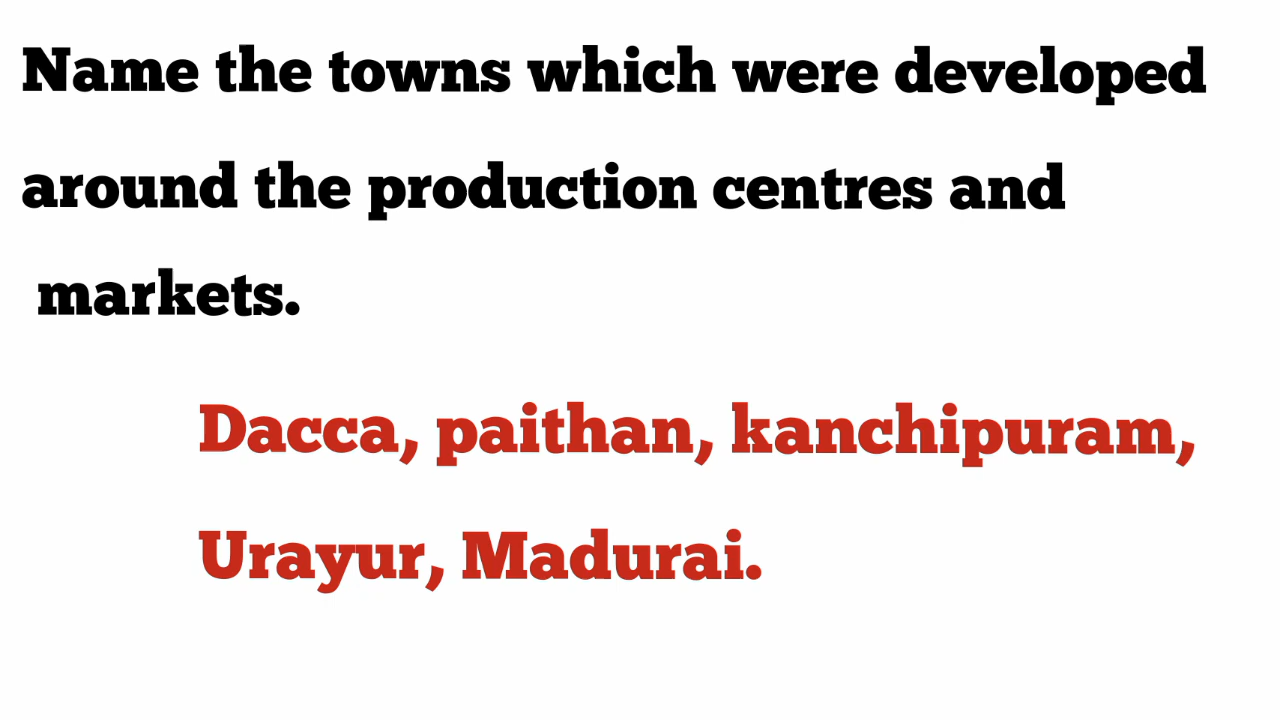 Name the towns which were developed
around the production centres and
markets.
Dacca, paithan, kanchipuram,
Urayur, Madurai.